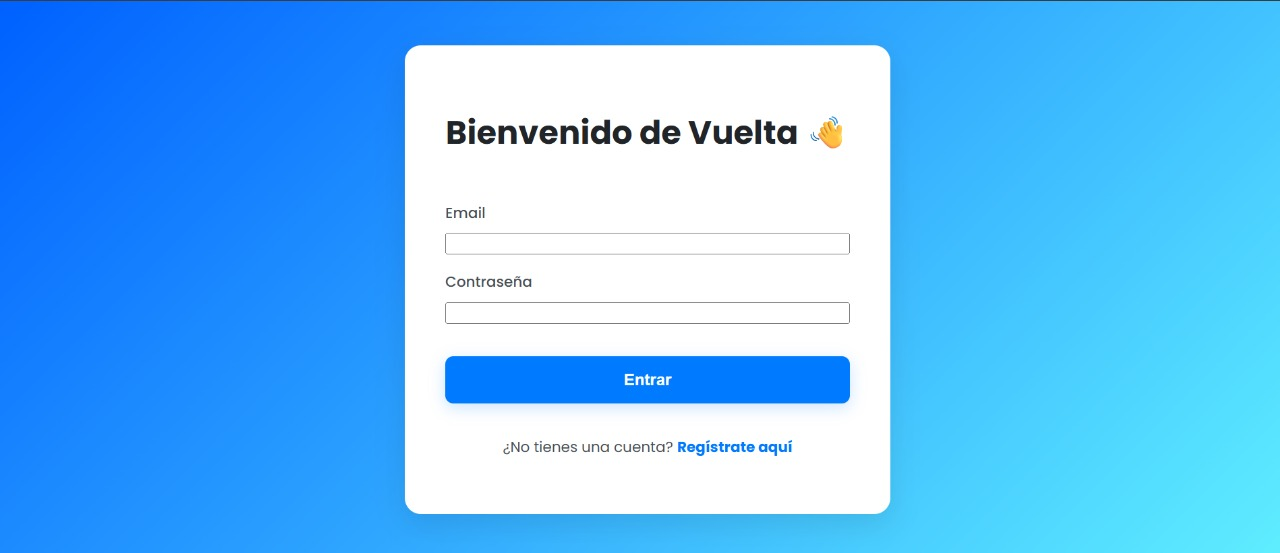 Bienvenido de Vuelta 👋
Email
Contraseña
Entrar
¿No tienes una cuenta? Regístrate aquí